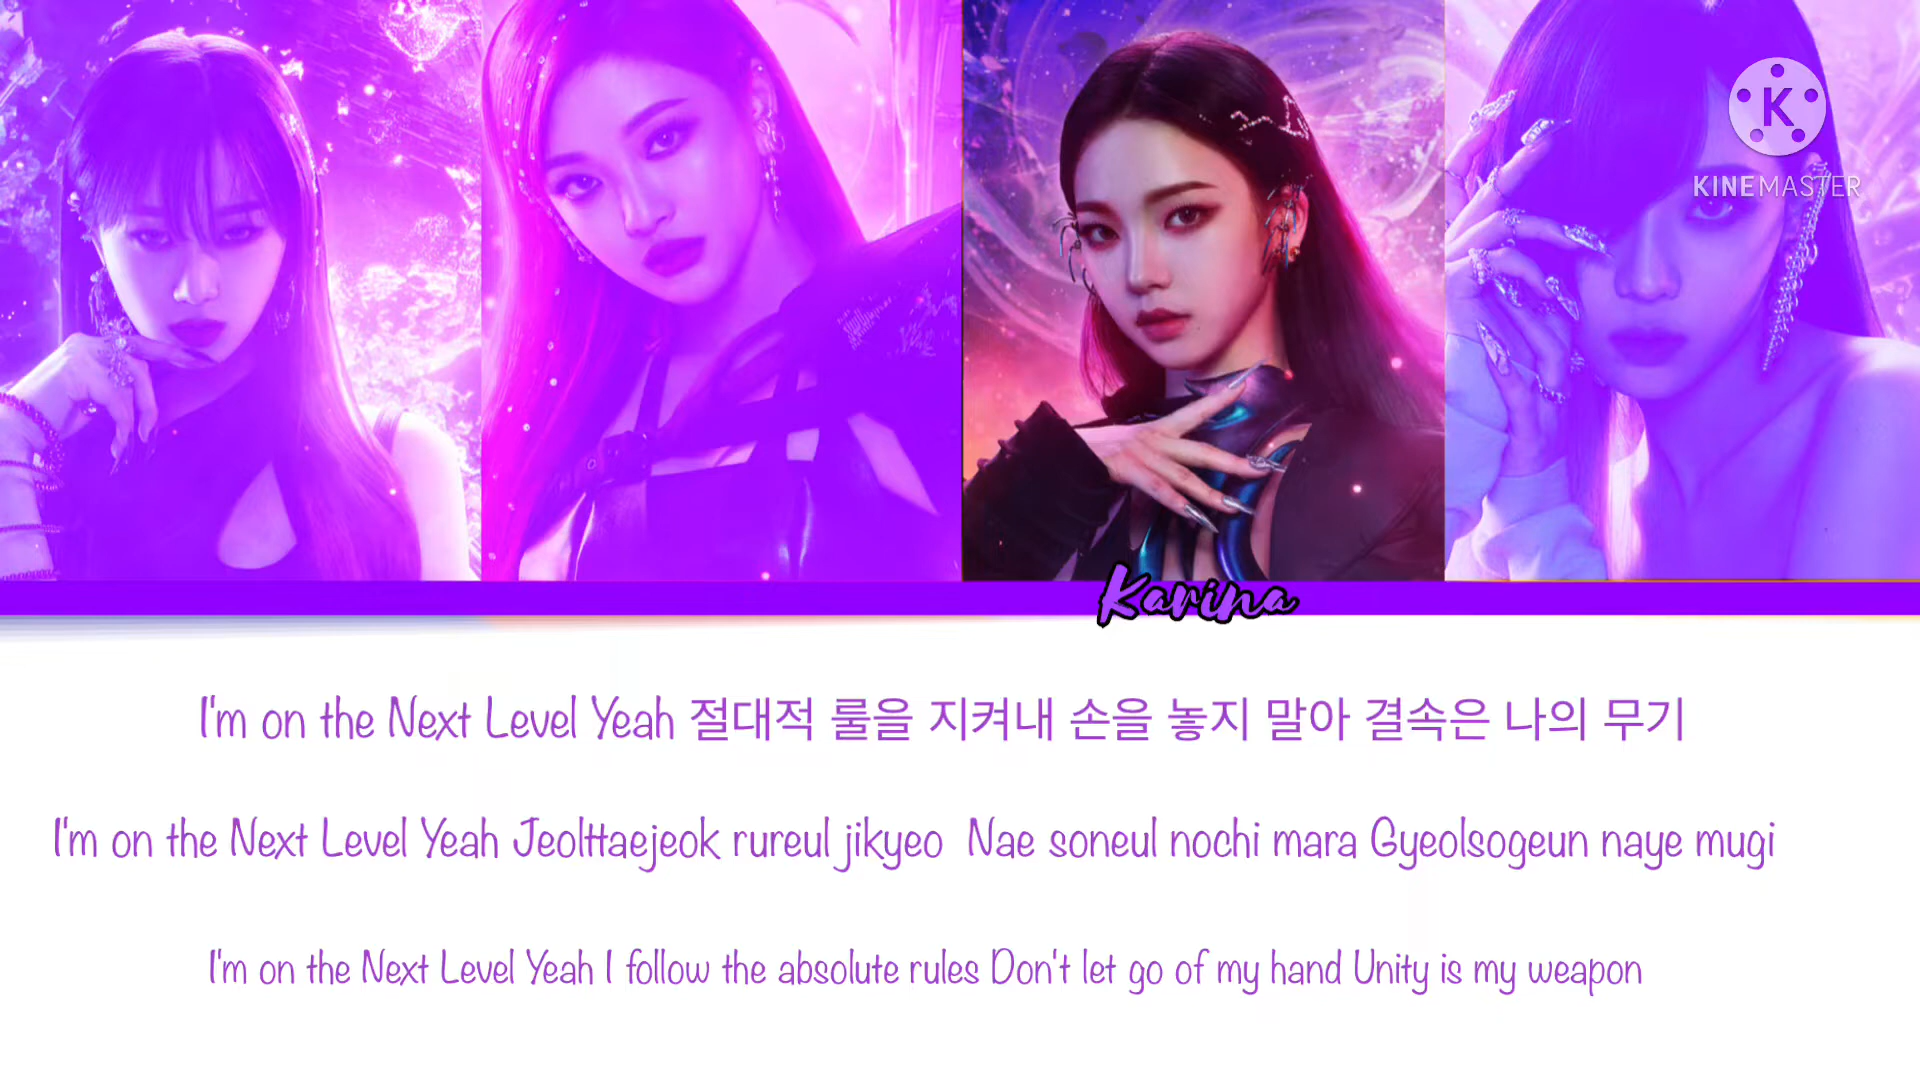 K
KINEMASTER
Karina
I'm on the Next Level Yeah 절대적 룰을 지켜내 손을 놓지 말아 결속은 나의 무기
I'm on the Next Level Yeah Jeolttaejeok rureul jikyeo Nae soneul nochi mara Gyeolsogeun naye mugi
I'm on the Next Level Yeah I follow the absolute rules Don't let go of my hand Unity is my weapon